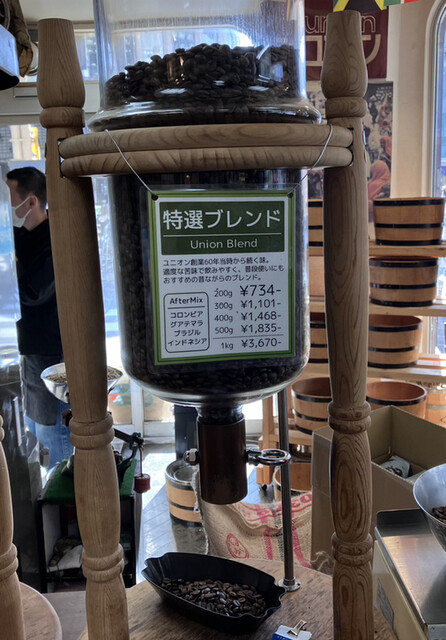 特選ブレンド
Union Blend
ユニオン創業60年当時から続く味。
適度な苦味で飲みやすく、普段使いにも
おすすめの昔ながらのブレンド。
AfterMix
コロンビア
グアテマラ
ブラジル
インドネシア
200g ¥734-
300g ¥1,101-
400g ¥1,468-
500g ¥1,835-
1kg ¥3,670-